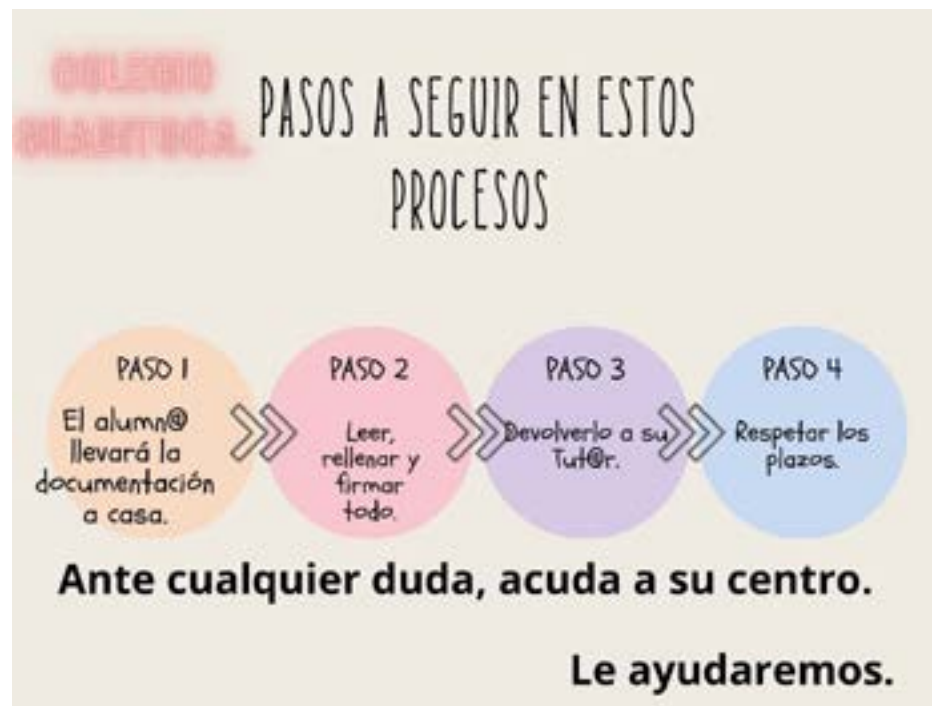 COLEGIO
PASOS A SEGUIR EN ESTOS
PROCESOS
PASO 1
El alumn@
llevará la
documentación
a casa.
PASO 2
Leer,
rellenar y
firmar
todo.
PASO 3
Devolverlo a su
Tut@r.
PASO 4
Respetar los
plazos.
Ante cualquier duda, acuda a su centro.
Le ayudaremos.